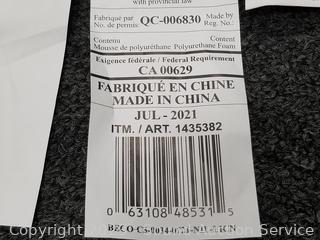 with provincial law
Fabriqué par QC-006830 Made by
No. de permis: Reg. No.:
Contenu Content
Mousse de polyuréthane Polyurethane Foam
Exigence fédérale / Federal Requirement
CA 00629
FABRIQUÉ EN CHINE
MADE IN CHINA
JUL - 2021
ITM. / ART. 1435382
0 63108 48531 5